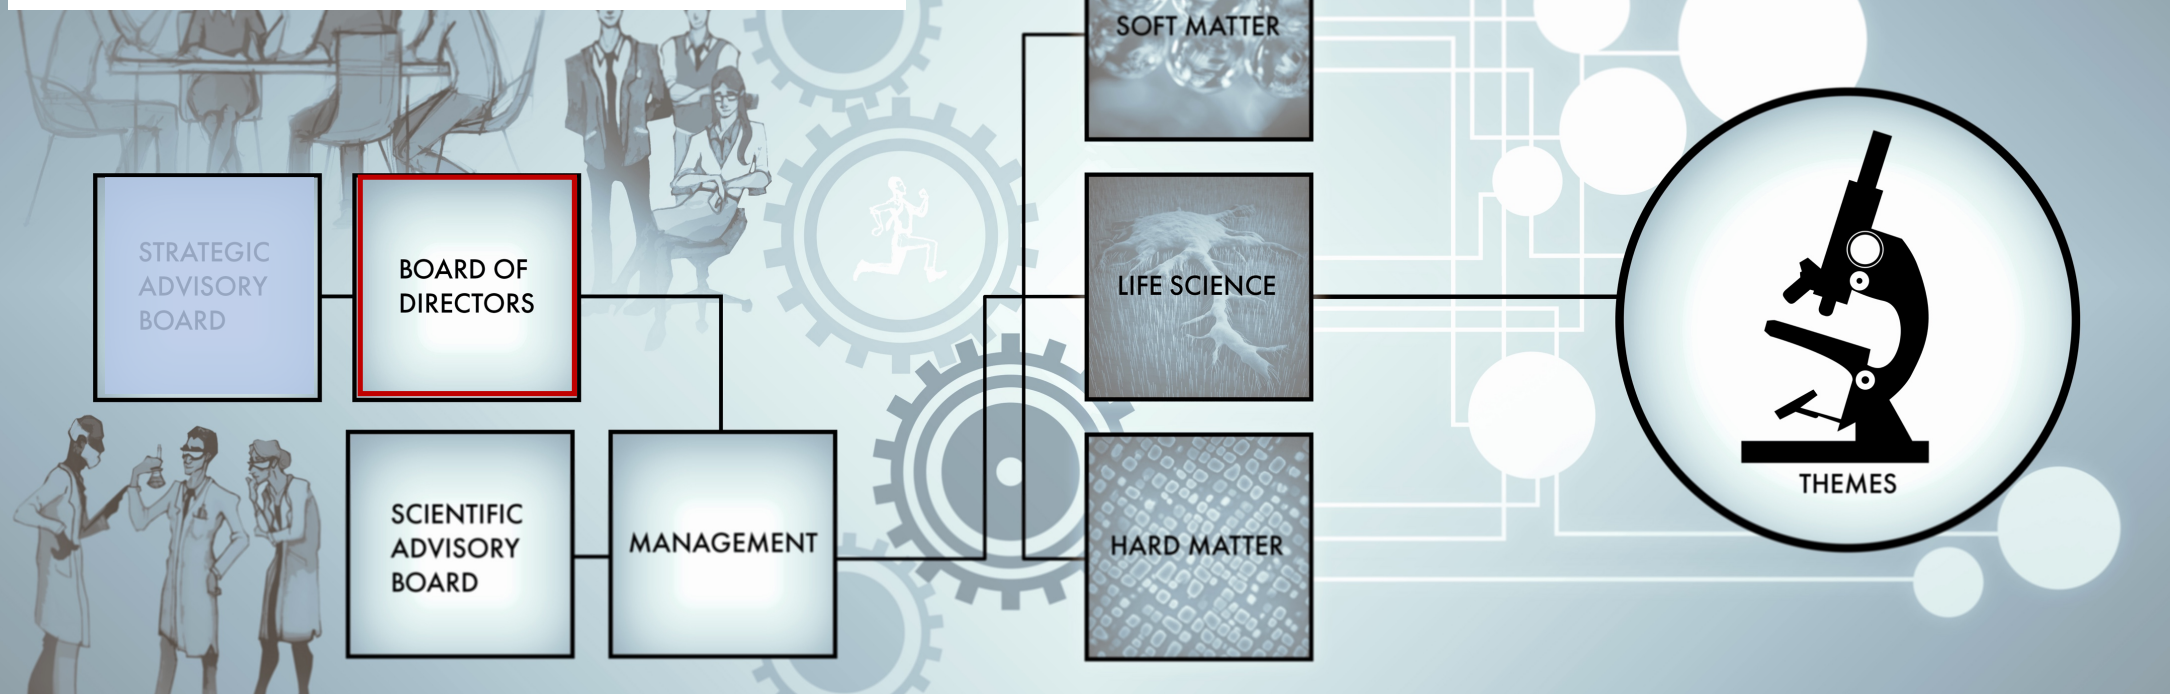 SOFT MATTER
STRATEGIC
ADVISORY
BOARD
BOARD OF
DIRECTORS
LIFE SCIENCE
THEMES
SCIENTIFIC
ADVISORY
BOARD
MANAGEMENT
HARD MATTER